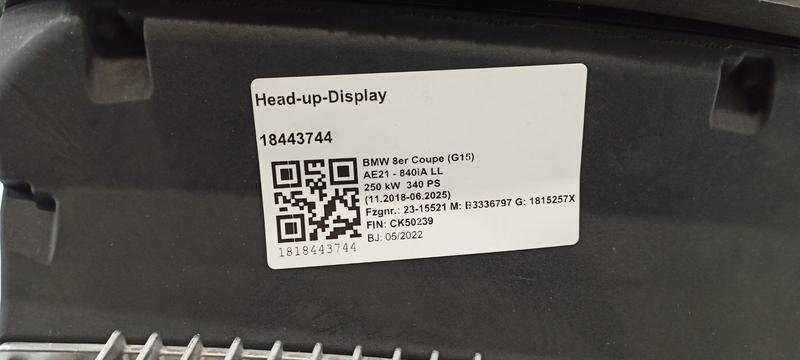 Head-up-Display
18443744
BMW 8er Coupe (G15)
AE21 - 840iA LL
250 kW 340 PS
(11.2018-06.2025)
Fzgnr.: 23-15521 M: B3336797 G: 1815257X
FIN: CK50239
BJ: 05/2022
1818443744